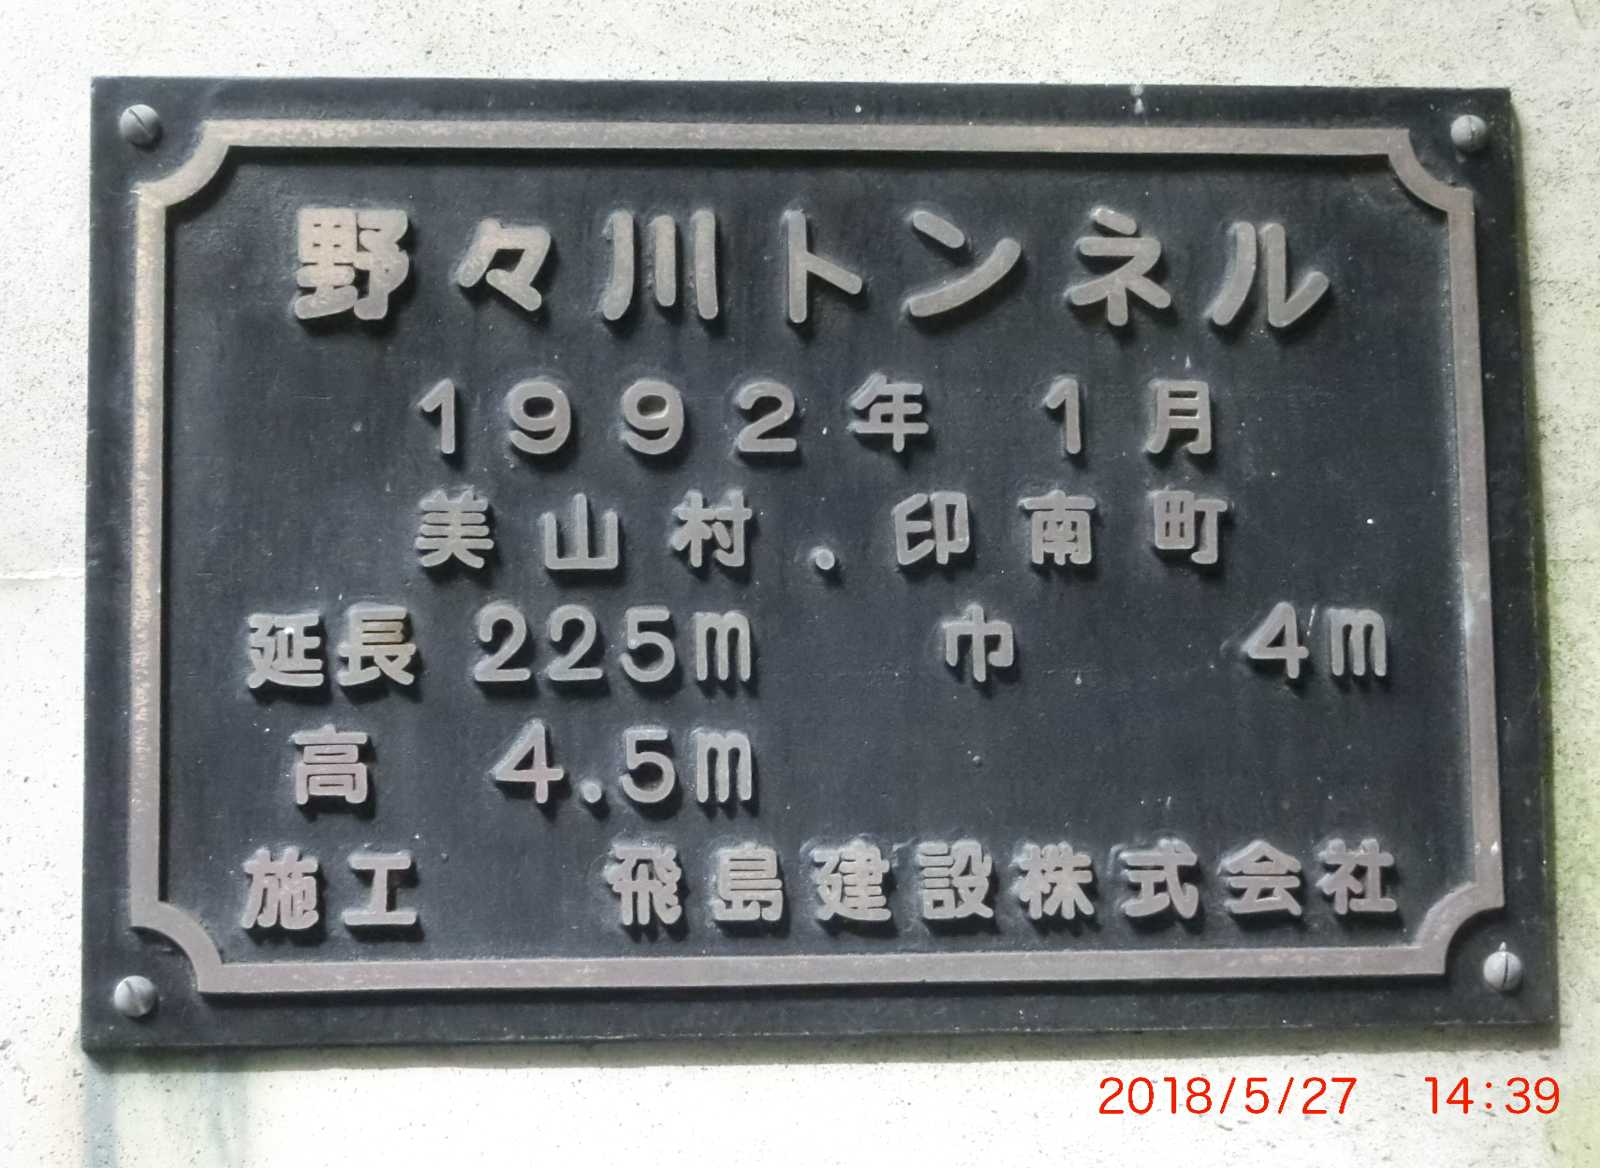 野々川トンネル
1992年 1月
美山村.印南町
延長 225m 巾 4m
高 4.5m
施工 飛島建設株式会社
2018/5/27 14:39